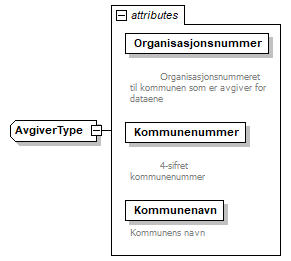 attributes
Organisasjonsnummer
Organisasjonsnummeret
til kommunen som er avgiver for
dataene
AvgiverType
Kommunenummer
4-sifret
kommunenummer
Kommunenavn
Kommunens navn